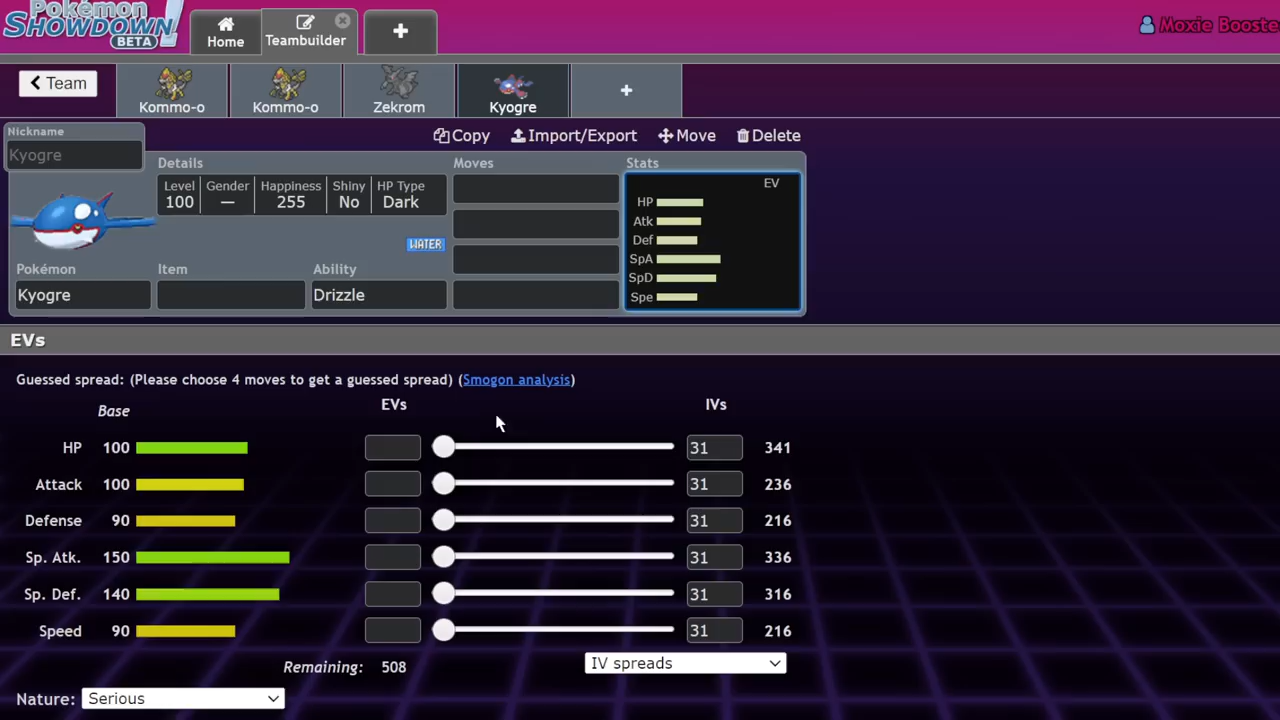 Pokémon
SHOWDOWN!
BETA
Home
Teambuilder
+
Moxie Booste
Team
Kommo-o
Kommo-o
Zekrom
Kyogre
+
Copy
Import/Export
Move
Delete
Nickname
Kyogre
Details
Level
100
Gender
—
Happiness
255
Shiny
No
HP Type
Dark
WATER
Pokémon
Kyogre
Item
Ability
Drizzle
Moves
Stats
EV
HP
Atk
Def
SpA
SpD
Spe
EVs
Guessed spread: (Please choose 4 moves to get a guessed spread) (Smogon analysis)
Base EVs IVs
HP 100 31 341
Attack 100 31 236
Defense 90 31 216
Sp. Atk. 150 31 336
Sp. Def. 140 31 316
Speed 90 31 216
Remaining: 508 IV spreads
Nature: Serious